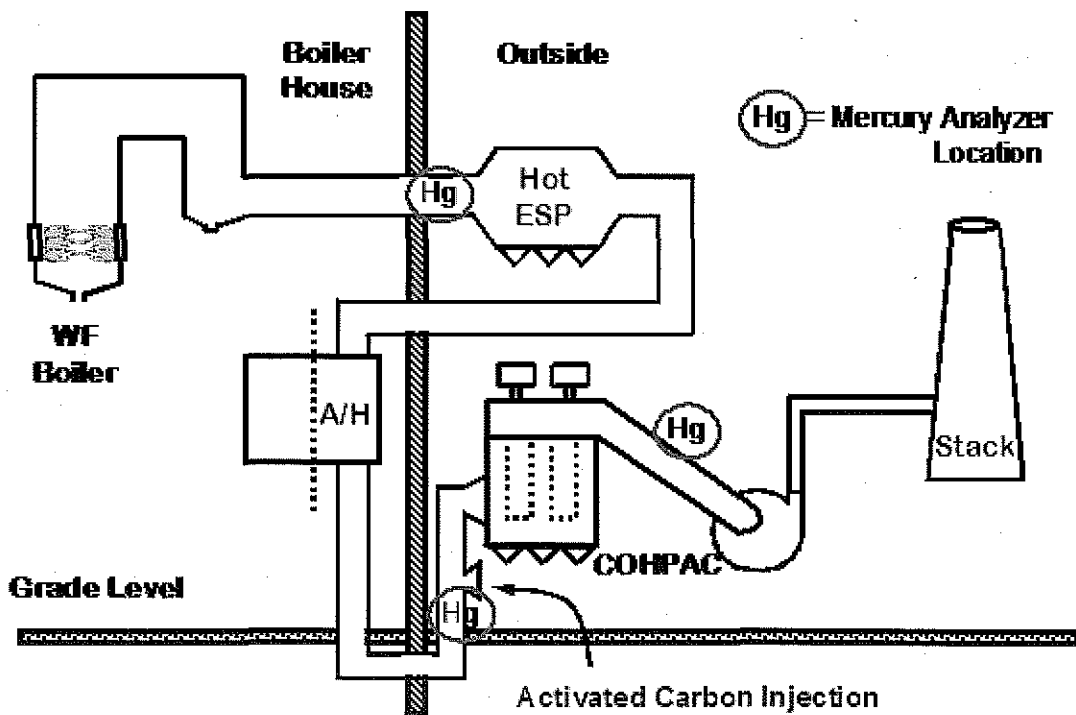 Boiler
House
Outside
Hg = Mercury Analyzer
Location
Hg
Hot
ESP
WF
Boiler
A/H
Hg
Stack
COHPAC
Grade Level
Hg
Activated Carbon Injection